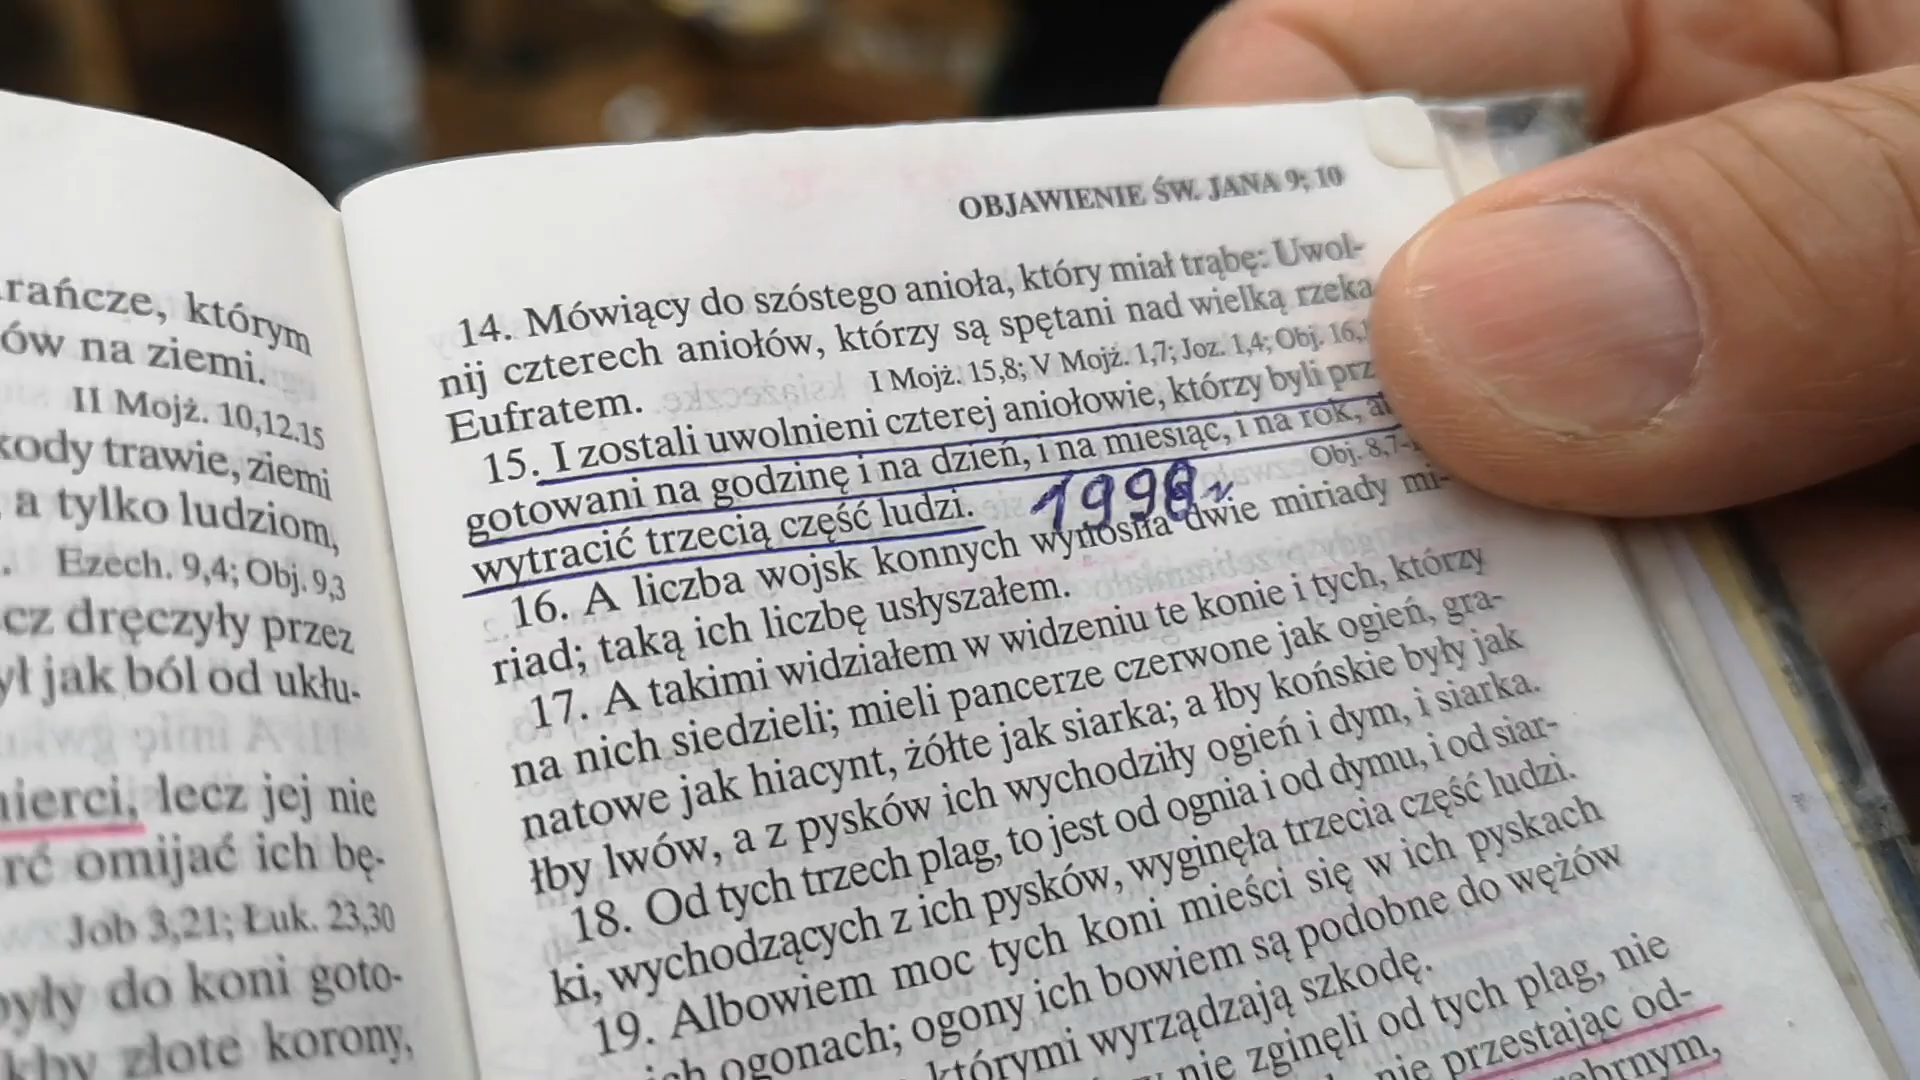 którym
ów na ziemi.
II Mojż. 10,12.15
trawie, ziemi
a tylko ludziom,
Ezech. 9,4; Obj. 9,3
dręczyły przez
jak ból od ukłu-
lecz jej nie
omijać ich bę-
Job 3,21; Łuk. 23,30
do koni goto-
złote korony,
OBJAWIENIE ŚW. JANA 9; 10
14. Mówiący do szóstego anioła, który miał trąbę: Uwol-
nij czterech aniołów, którzy są spętani nad wielką rzeką
Eufratem.
I Mojż. 15,8; V Mojż. 1,7; Joz. 1,4; Obj. 16,
15. I zostali uwolnieni czterej aniołowie, którzy byli prz
gotowani na godzinę i na dzień, i na miesiąc, i na rok,
Obj. 8,7-
wytracić trzecią część ludzi. 1998 r
16. A liczba wojsk konnych wynosiła dwie miriady mi-
riad; taką ich liczbę usłyszałem.
17. A takimi widziałem w widzeniu te konie i tych, którzy
na nich siedzieli; mieli pancerze czerwone jak ogień, gra-
natowe jak hiacynt, żółte jak siarka; a łby końskie były jak
łby lwów, a z pysków ich wychodziły ogień i dym, i siarka.
18. Od tych trzech plag, to jest od ognia i od dymu, i od siar-
ki, wychodzących z ich pysków, wyginęła trzecia część ludzi.
19. Albowiem moc tych koni mieści się w ich pyskach
ich ogonach; ogony ich bowiem są podobne do wężów
którymi wyrządzają szkodę.
nie zginęli od tych plag, nie
nie przestając od-